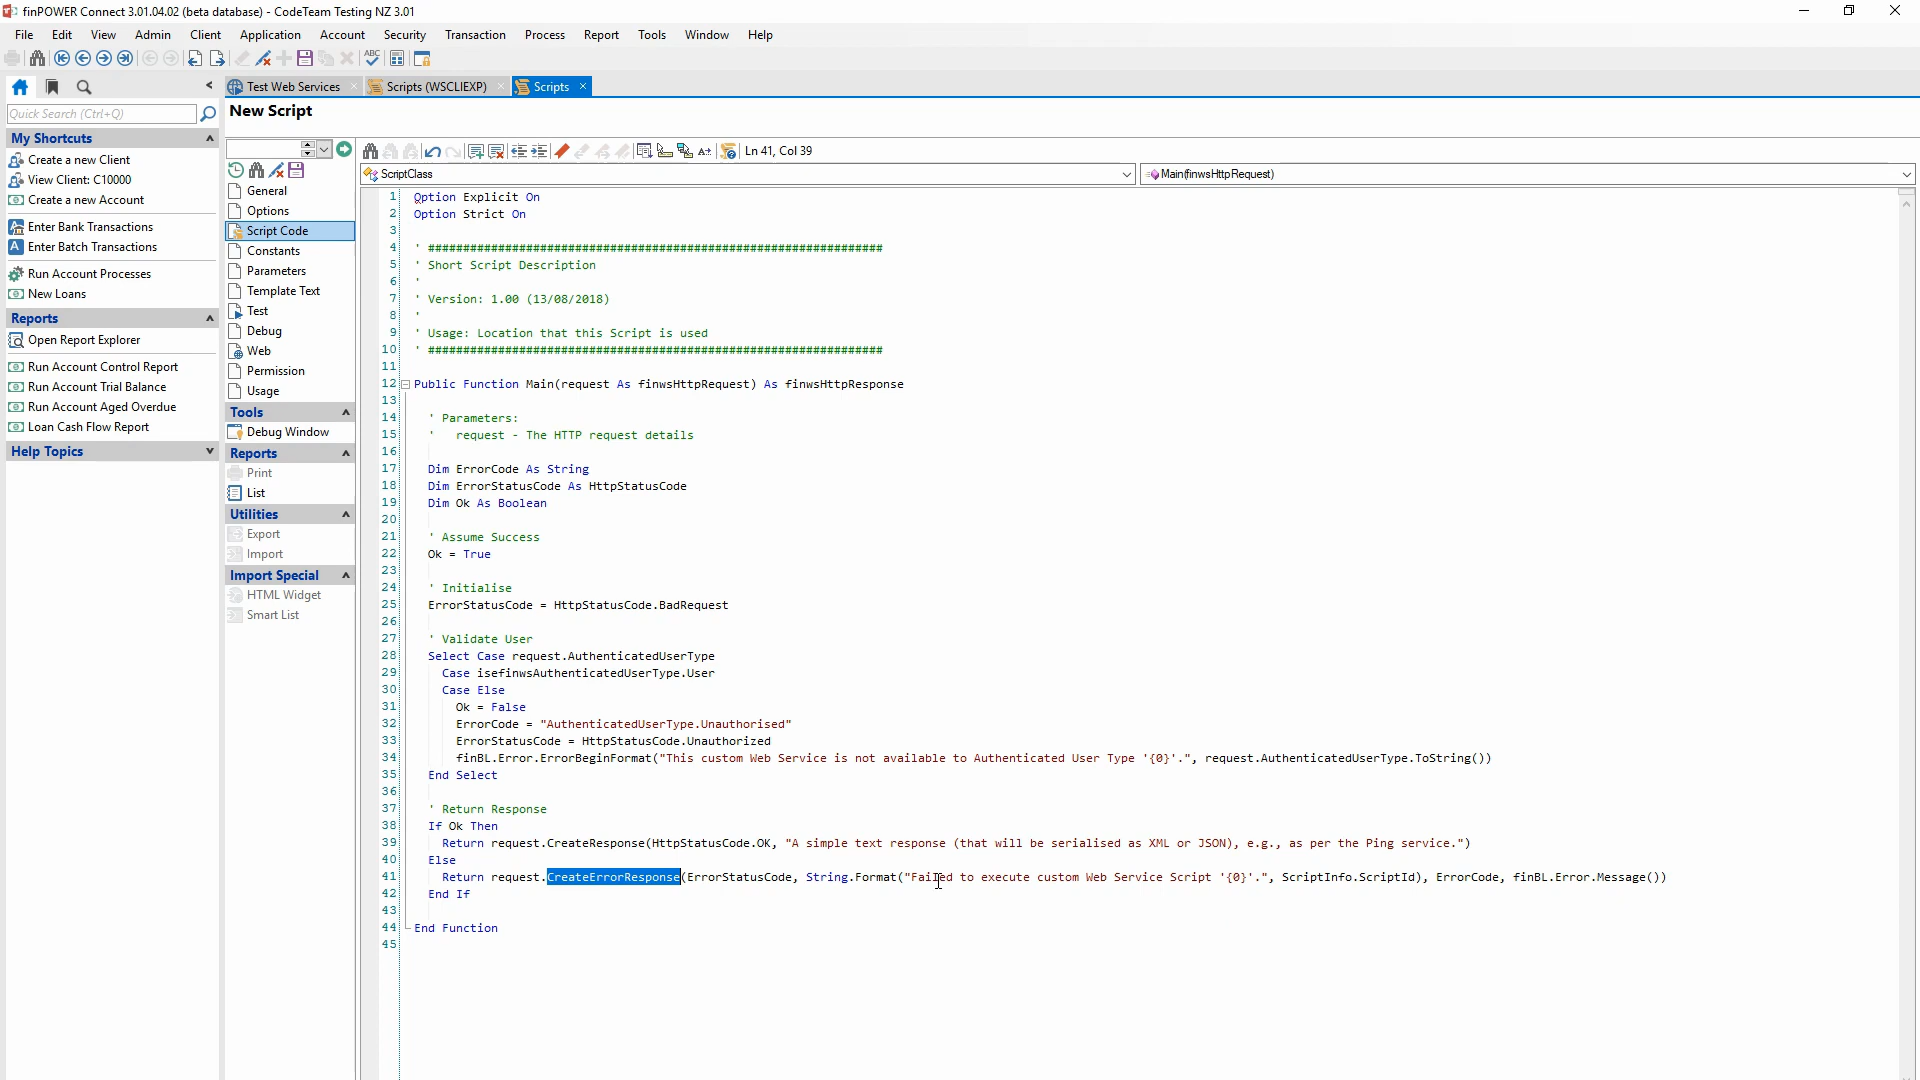 finPOWER Connect 3.01.04.02 (beta database) - CodeTeam Testing NZ 3.01
File Edit View Admin Client Application Account Security Transaction Process Report Tools Window Help
Test Web Services Scripts (WSCLIEXP) Scripts
Quick Search (Ctrl+Q)
My Shortcuts
Create a new Client
View Client: C10000
Create a new Account
Enter Bank Transactions
Enter Batch Transactions
Run Account Processes
New Loans
Reports
Open Report Explorer
Run Account Control Report
Run Account Trial Balance
Run Account Aged Overdue
Loan Cash Flow Report
Help Topics
New Script
General
Options
Script Code
Constants
Parameters
Template Text
Test
Debug
Web
Permission
Usage
Tools
Debug Window
Reports
Print
List
Utilities
Export
Import
Import Special
HTML Widget
Smart List
Ln 41, Col 39
ScriptClass Main(finwsHttpRequest)
1 Option Explicit On
2 Option Strict On
3
4 ' #################################################################
5 ' Short Script Description
6 '
7 ' Version: 1.00 (13/08/2018)
8 '
9 ' Usage: Location that this Script is used
10 ' #################################################################
11
12 Public Function Main(request As finwsHttpRequest) As finwsHttpResponse
13
14 ' Parameters:
15 ' request - The HTTP request details
16
17 Dim ErrorCode As String
18 Dim ErrorStatusCode As HttpStatusCode
19 Dim Ok As Boolean
20
21 ' Assume Success
22 Ok = True
23
24 ' Initialise
25 ErrorStatusCode = HttpStatusCode.BadRequest
26
27 ' Validate User
28 Select Case request.AuthenticatedUserType
29 Case isefinwsAuthenticatedUserType.User
30 Case Else
31 Ok = False
32 ErrorCode = "AuthenticatedUserType.Unauthorised"
33 ErrorStatusCode = HttpStatusCode.Unauthorized
34 finBL.Error.ErrorBeginFormat("This custom Web Service is not available to Authenticated User Type '{0}'.", request.AuthenticatedUserType.ToString())
35 End Select
36
37 ' Return Response
38 If Ok Then
39 Return request.CreateResponse(HttpStatusCode.OK, "A simple text response (that will be serialised as XML or JSON), e.g., as per the Ping service.")
40 Else
41 Return request.CreateErrorResponse(ErrorStatusCode, String.Format("Failed to execute custom Web Service Script '{0}'.", ScriptInfo.ScriptId), ErrorCode, finBL.Error.Message())
42 End If
43
44 End Function
45